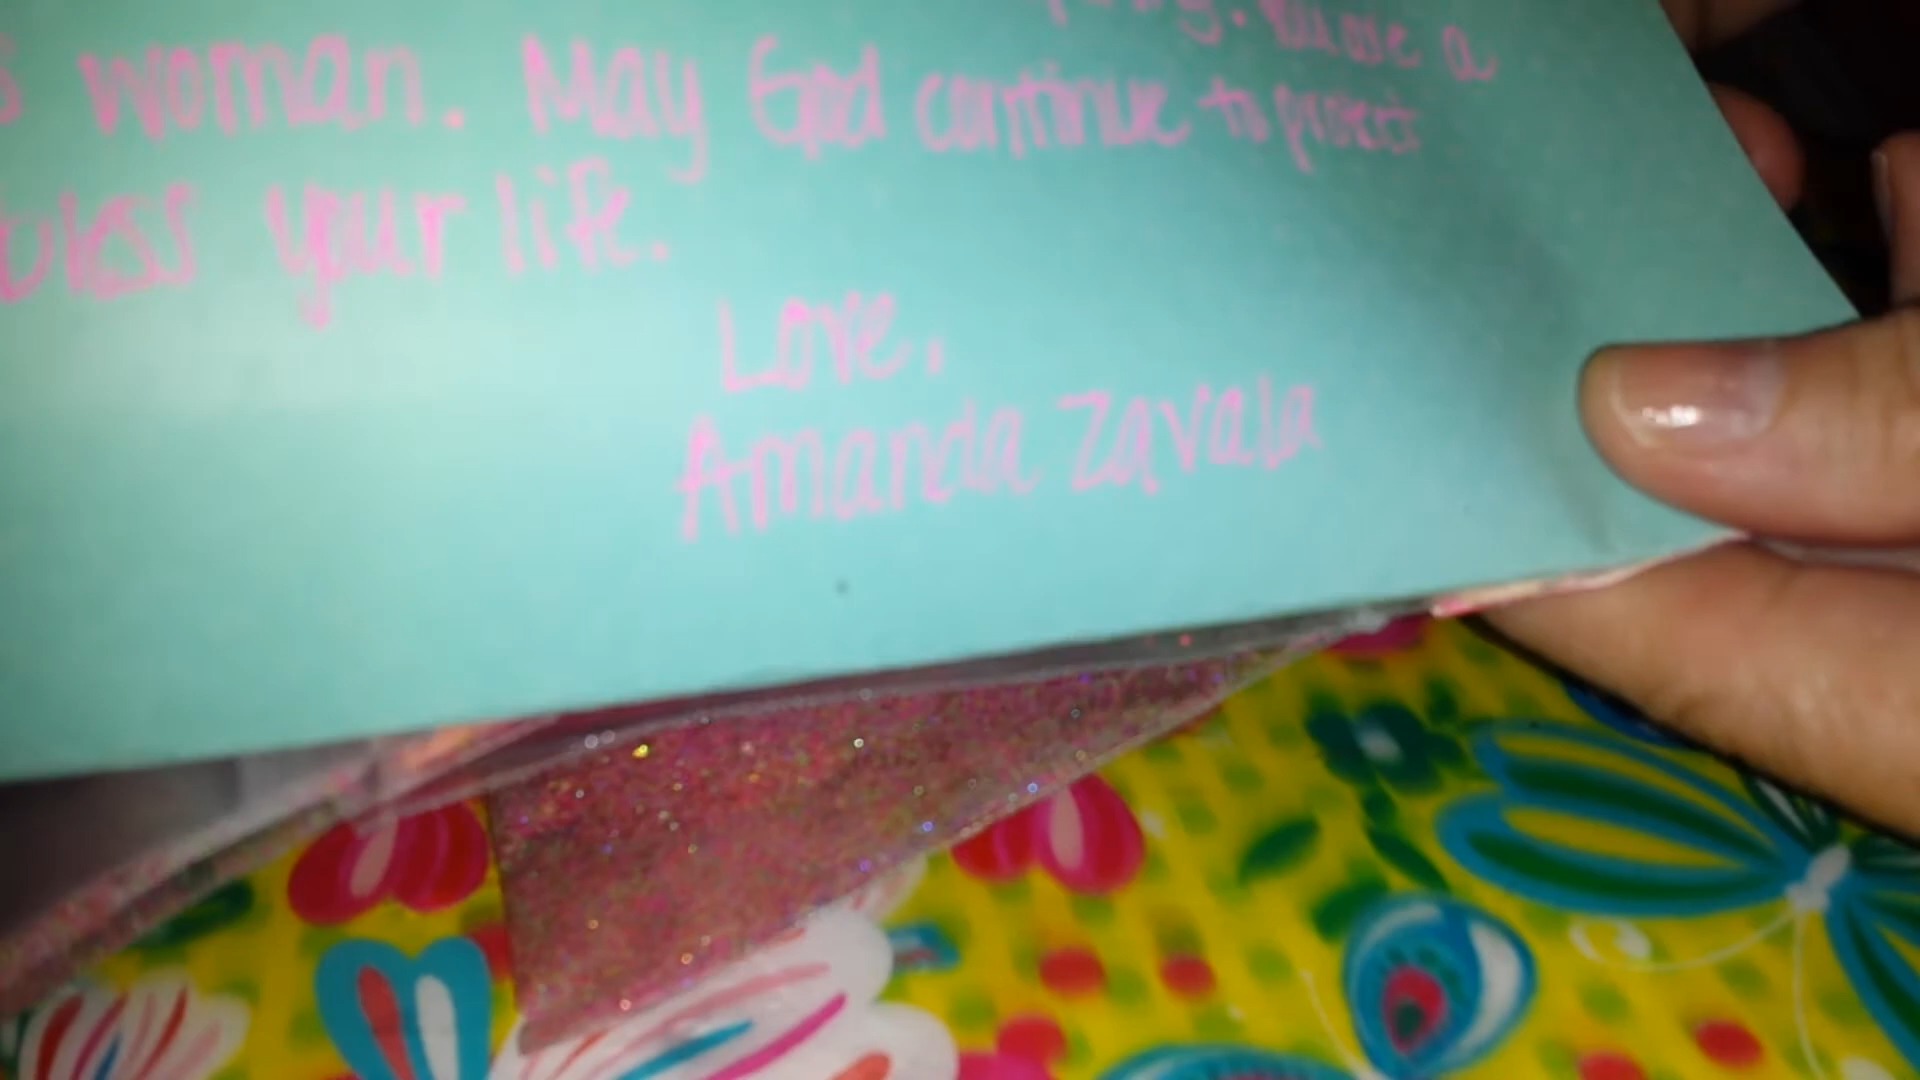 a
woman. May God continue to protect
bless your life.
Love,
Amanda Zavala